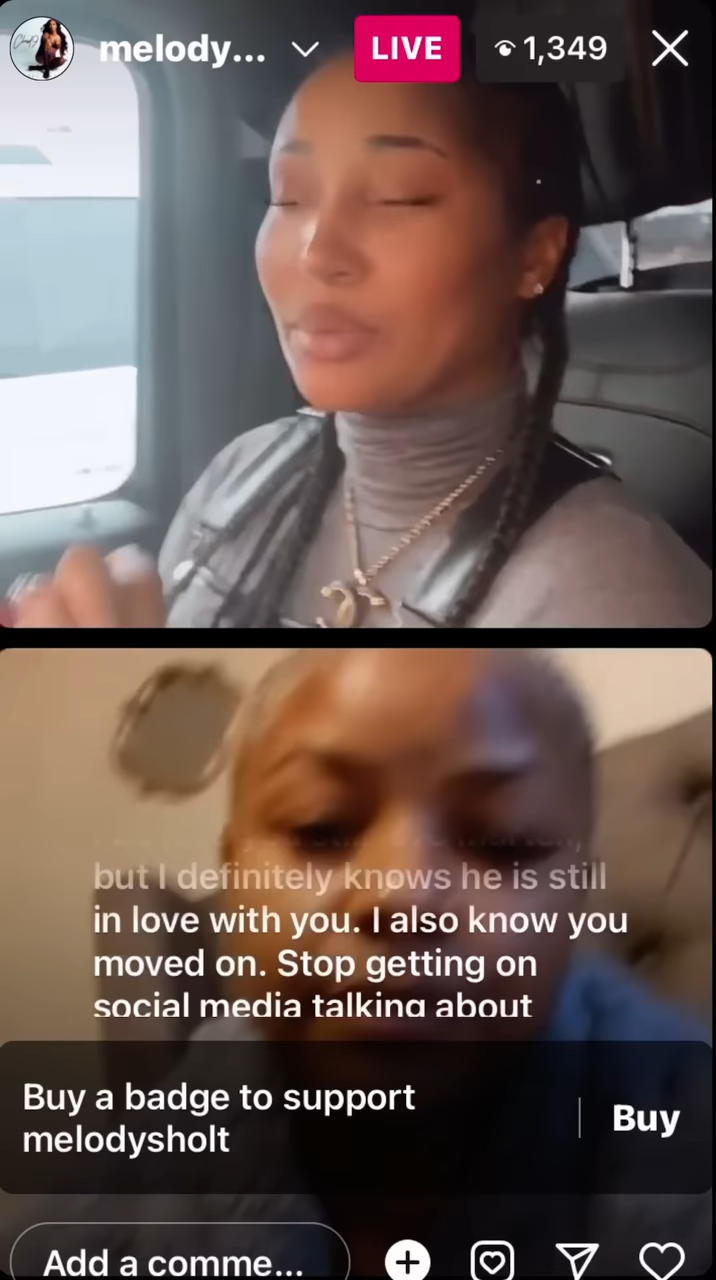 melody...
LIVE
1,349
but I definitely knows he is still
in love with you. I also know you
moved on. Stop getting on
social media talking about
Buy a badge to support
melodysholt
Buy
Add a comme...